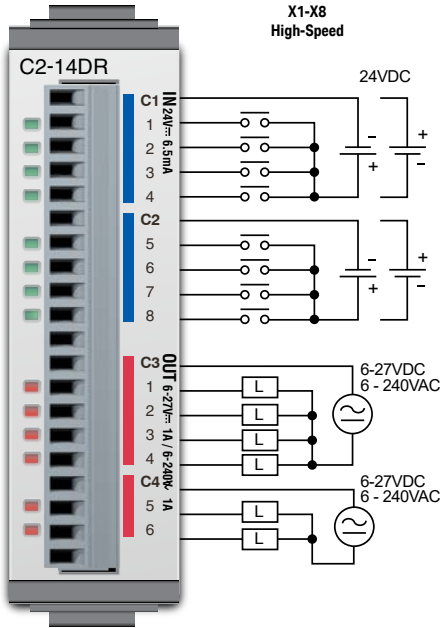 X1-X8
High-Speed
C2-14DR
24VDC
C1
IN 24V⎓ 6.5mA
1
2
3
4
C2
5
6
7
8
- +
+ -
- +
+ -
C3
OUT 6-27V⎓ 1A / 6-240V~ 1A
1
2
3
4
C4
5
6
L
L
L
L
L
L
6-27VDC
6 - 240VAC
6-27VDC
6 - 240VAC